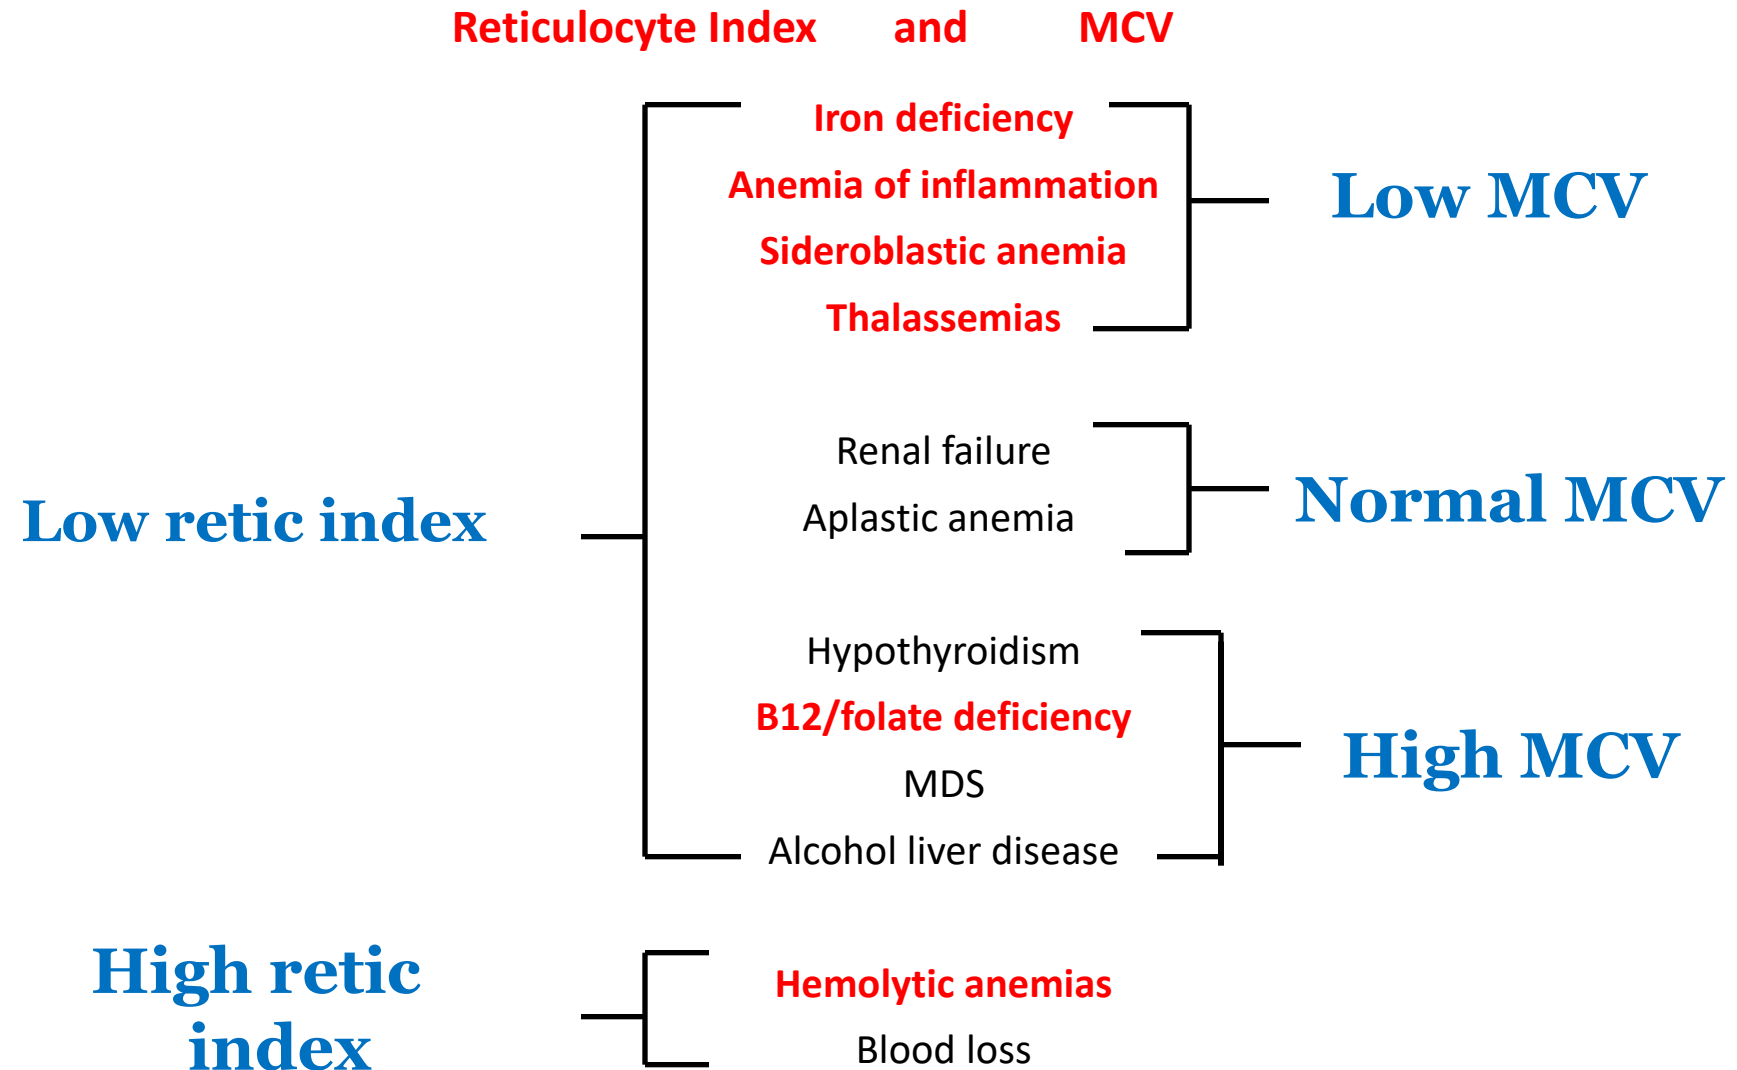 Reticulocyte Index and MCV
Iron deficiency
Anemia of inflammation
Sideroblastic anemia
Thalassemias
Low MCV
Renal failure
Aplastic anemia
Normal MCV
Low retic index
Hypothyroidism
B12/folate deficiency
MDS
Alcohol liver disease
High MCV
High retic
index
Hemolytic anemias
Blood loss